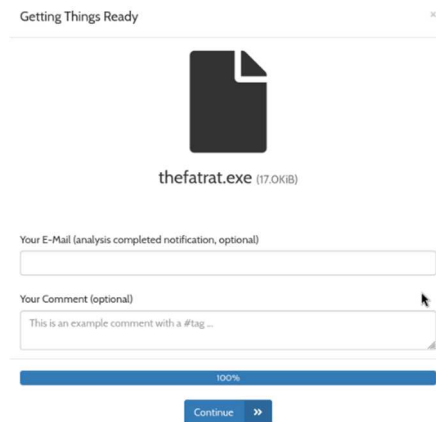 Getting Things Ready ×
thefatrat.exe (17.0KiB)
Your E-Mail (analysis completed notification, optional)
Your Comment (optional)
This is an example comment with a #tag ...
100%
Continue »